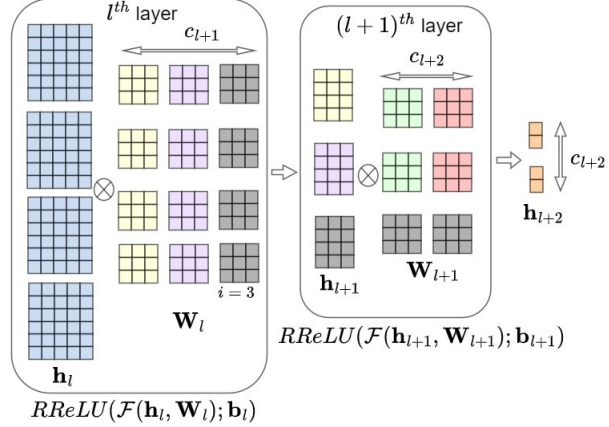 l^{th} layer
c_{l+1}
i = 3
W_l
h_l
RReLU(F(h_l, W_l); b_l)
(l + 1)^{th} layer
c_{l+2}
h_{l+1}
W_{l+1}
RReLU(F(h_{l+1}, W_{l+1}); b_{l+1})
c_{l+2}
h_{l+2}